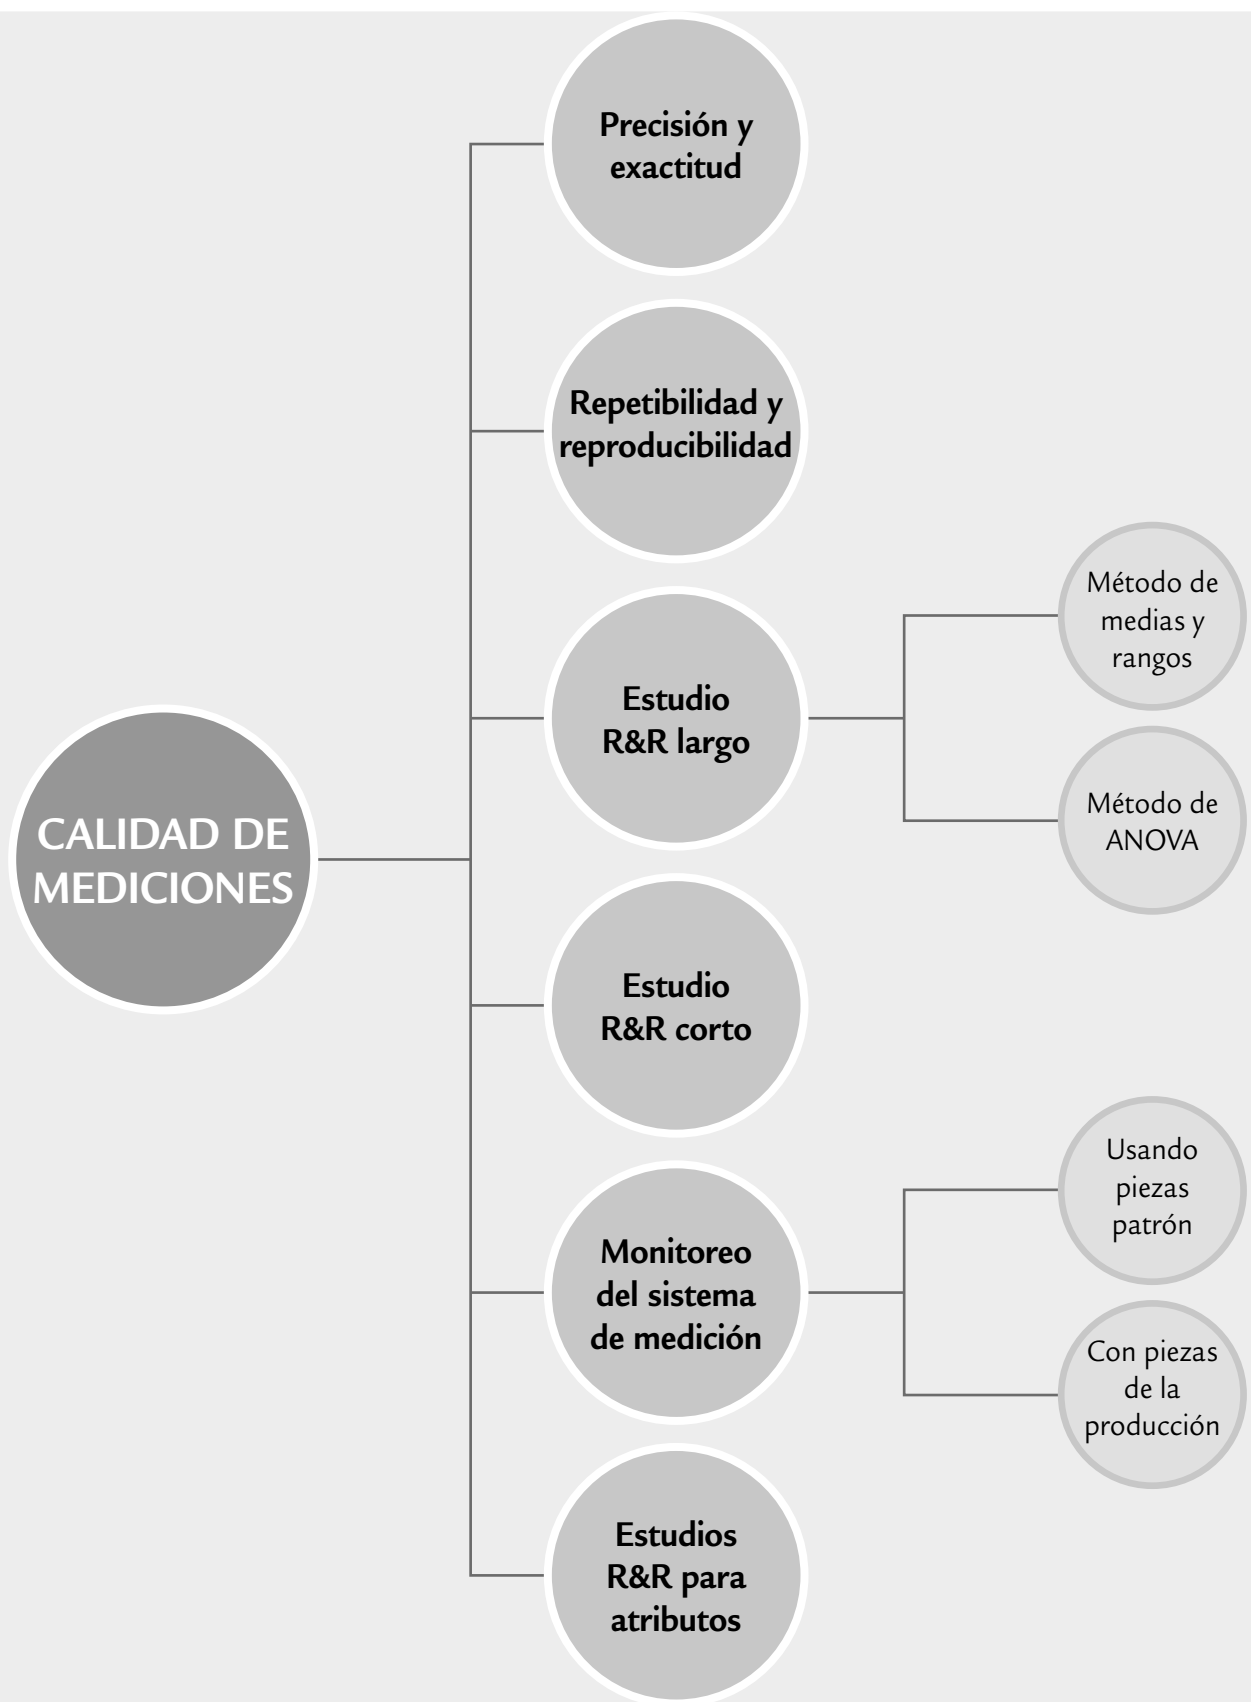 Precisión y
exactitud
Repetibilidad y
reproducibilidad
Estudio
R&R largo
Método de
medias y
rangos
Método de
ANOVA
CALIDAD DE
MEDICIONES
Estudio
R&R corto
Monitoreo
del sistema
de medición
Usando
piezas
patrón
Con piezas
de la
producción
Estudios
R&R para
atributos